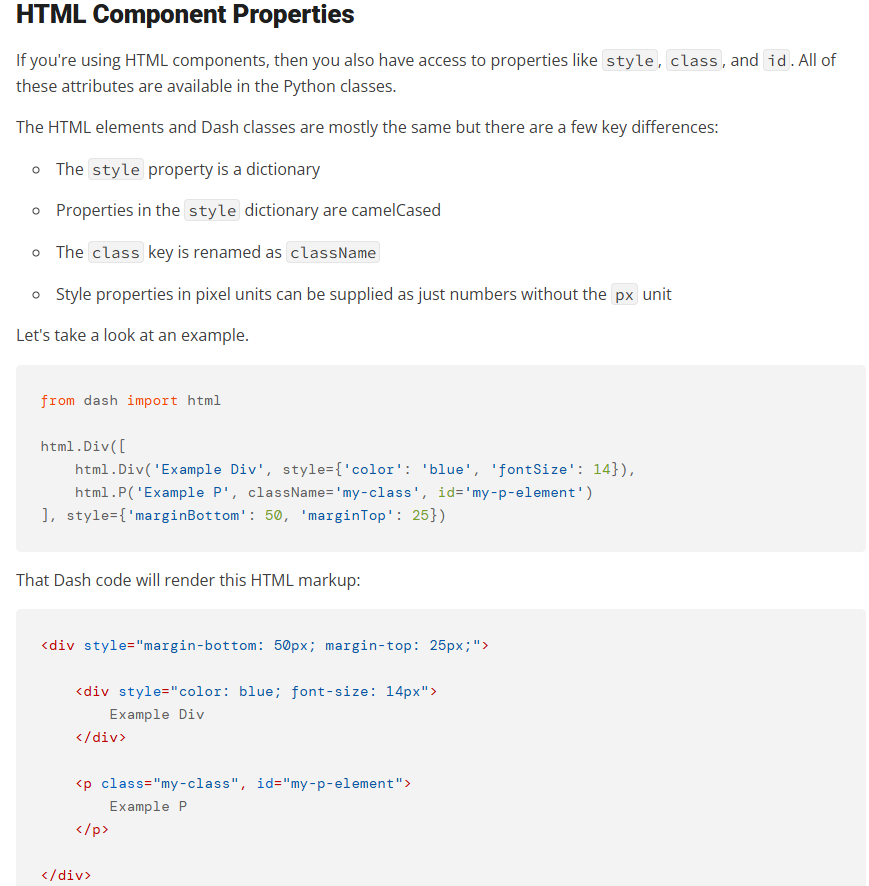 HTML Component Properties
If you're using HTML components, then you also have access to properties like style, class, and id. All of
these attributes are available in the Python classes.
The HTML elements and Dash classes are mostly the same but there are a few key differences:
The style property is a dictionary
Properties in the style dictionary are camelCased
The class key is renamed as className
Style properties in pixel units can be supplied as just numbers without the px unit
Let's take a look at an example.
from dash import html
html.Div([
    html.Div('Example Div', style={'color': 'blue', 'fontSize': 14}),
    html.P('Example P', className='my-class', id='my-p-element')
], style={'marginBottom': 50, 'marginTop': 25})
That Dash code will render this HTML markup:
<div style="margin-bottom: 50px; margin-top: 25px;">
    <div style="color: blue; font-size: 14px">
        Example Div
    </div>
    <p class="my-class", id="my-p-element">
        Example P
    </p>
</div>